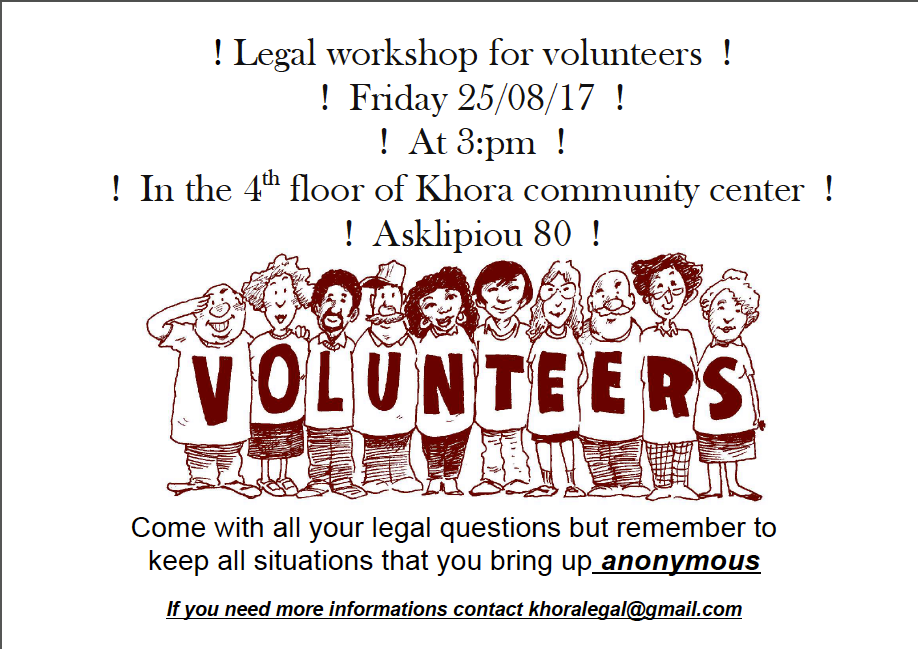 ! Legal workshop for volunteers !
! Friday 25/08/17 !
! At 3:pm !
! In the 4th floor of Khora community center !
! Asklipiou 80 !
VOLUNTEERS
Come with all your legal questions but remember to
keep all situations that you bring up anonymous
If you need more informations contact khoralegal@gmail.com